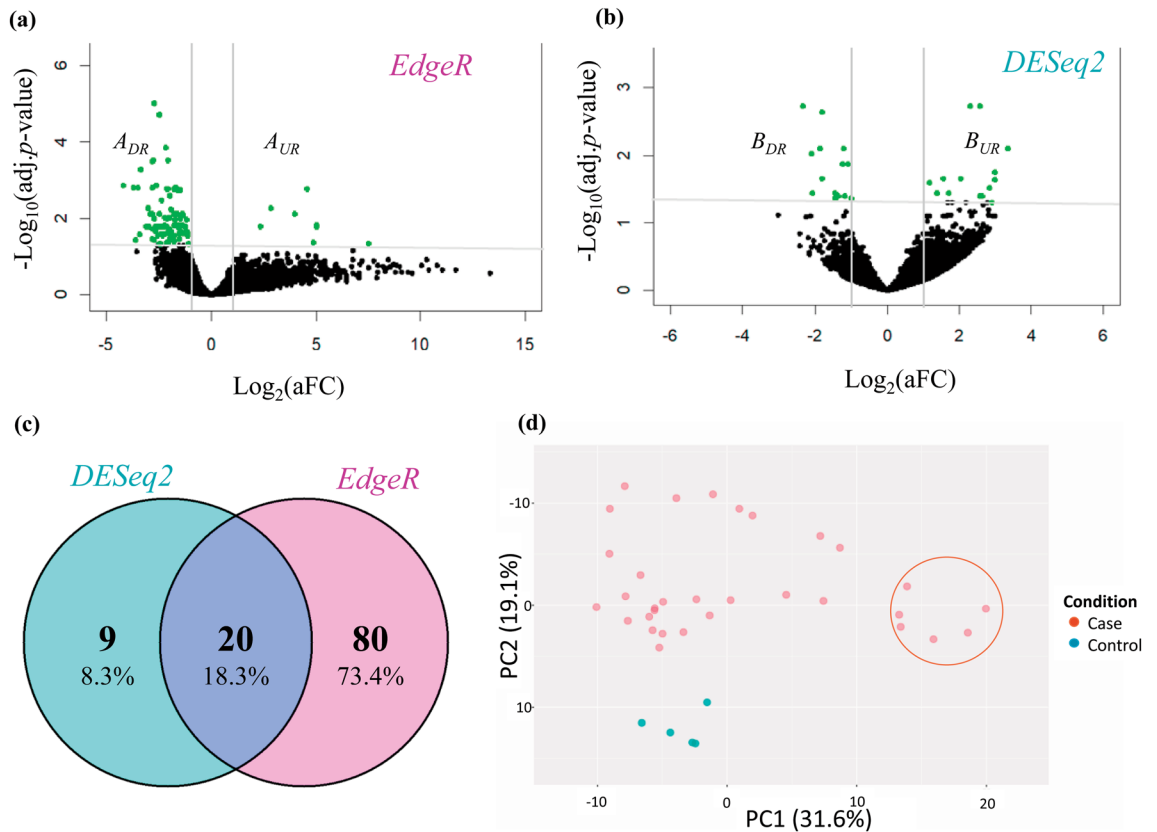 (a)
EdgeR
-Log10(adj.p-value)
6
4
2
0
ADR
AUR
-5
0
5
10
15
Log2(aFC)
(b)
DESeq2
-Log10(adj.p-value)
3
2
1
0
BDR
BUR
-6
-4
-2
0
2
4
6
Log2(aFC)
(c)
DESeq2
EdgeR
9
8.3%
20
18.3%
80
73.4%
(d)
PC2 (19.1%)
-10
0
10
-10
0
10
20
PC1 (31.6%)
Condition
Case
Control